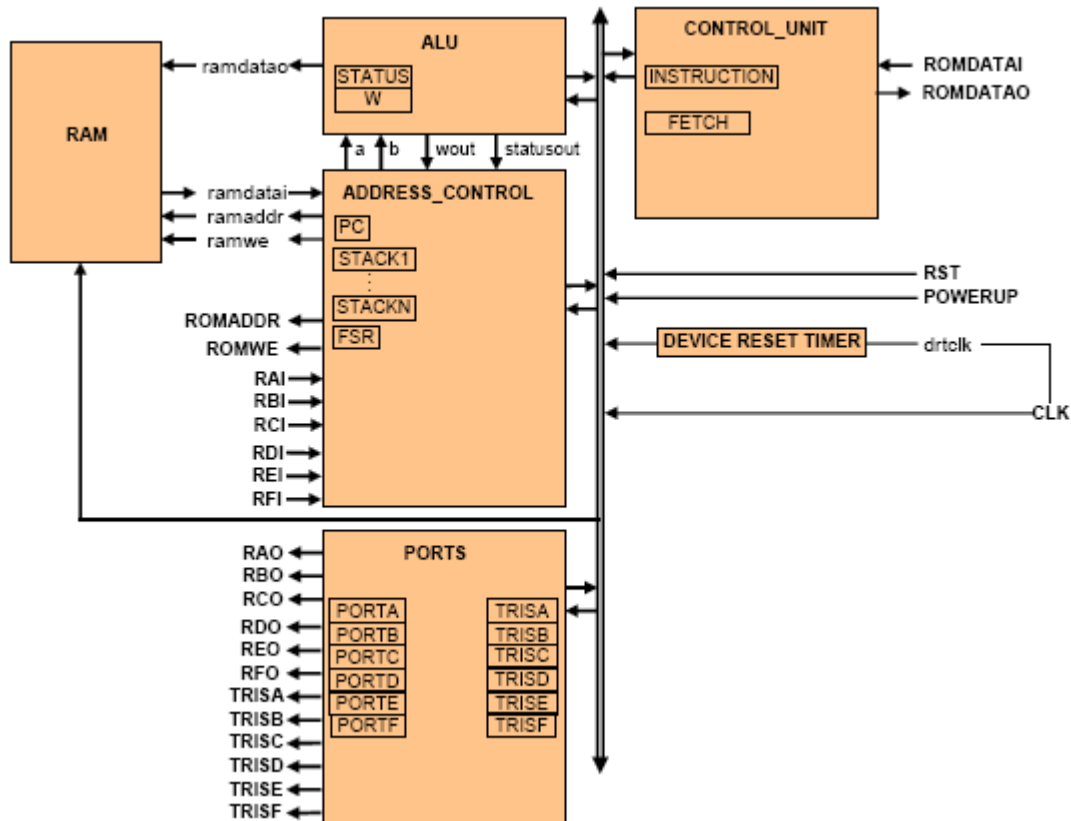 ALU
CONTROL_UNIT
ramdatao
STATUS
W
INSTRUCTION
ROMDATAI
ROMDATAO
FETCH
RAM
a
b
wout
statusout
ramdatai
ADDRESS_CONTROL
ramaddr
PC
ramwe
STACK1
RST
STACKN
POWERUP
ROMADDR
FSR
ROMWE
DEVICE RESET TIMER
drtclk
RAI
RBI
CLK
RCI
RDI
REI
RFI
RAO
PORTS
RBO
RCO
PORTA
TRISA
RDO
PORTB
TRISB
REO
PORTC
TRISC
RFO
PORTD
TRISD
TRISA
PORTE
TRISE
TRISB
PORTF
TRISF
TRISC
TRISD
TRISE
TRISF